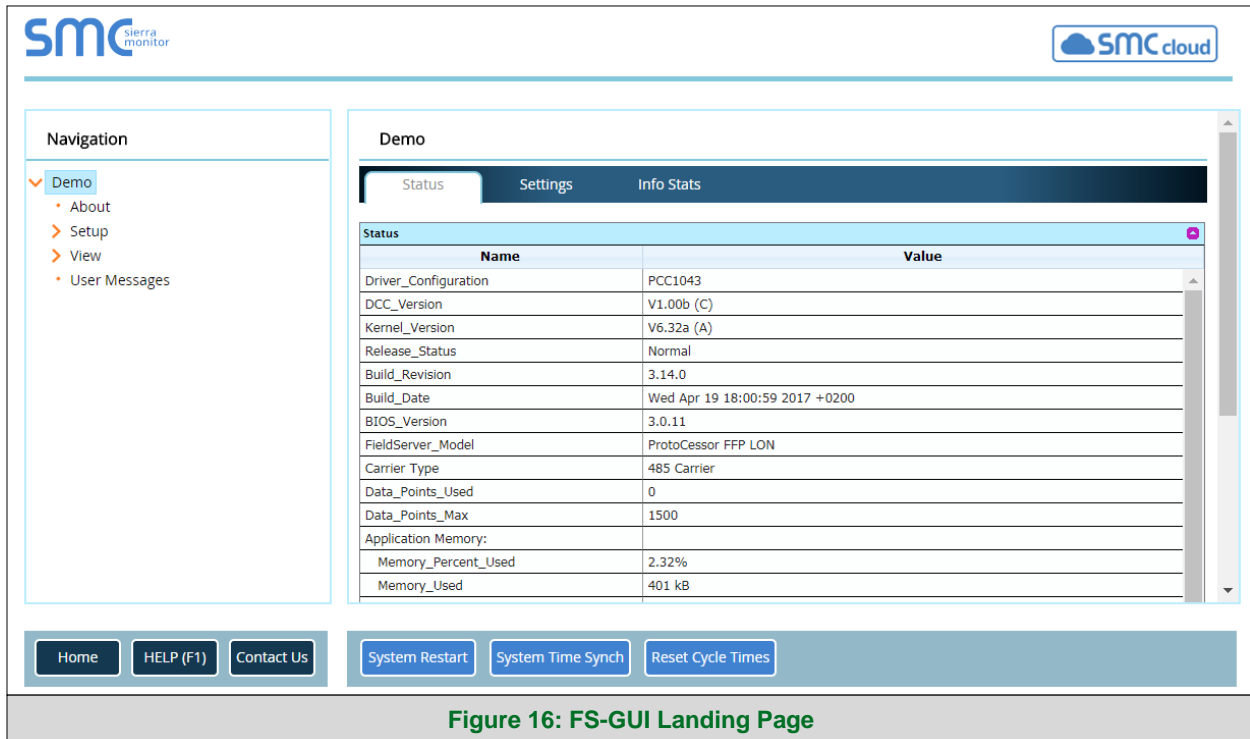 SMC sierra monitor
SMC cloud
Navigation
Demo
About
Setup
View
User Messages
Demo
Status Settings Info Stats
Status
Name Value
Driver_Configuration PCC1043
DCC_Version V1.00b (C)
Kernel_Version V6.32a (A)
Release_Status Normal
Build_Revision 3.14.0
Build_Date Wed Apr 19 18:00:59 2017 +0200
BIOS_Version 3.0.11
FieldServer_Model ProtoCessor FFP LON
Carrier Type 485 Carrier
Data_Points_Used 0
Data_Points_Max 1500
Application Memory:
Memory_Percent_Used 2.32%
Memory_Used 401 kB
Home HELP (F1) Contact Us
System Restart System Time Synch Reset Cycle Times
Figure 16: FS-GUI Landing Page